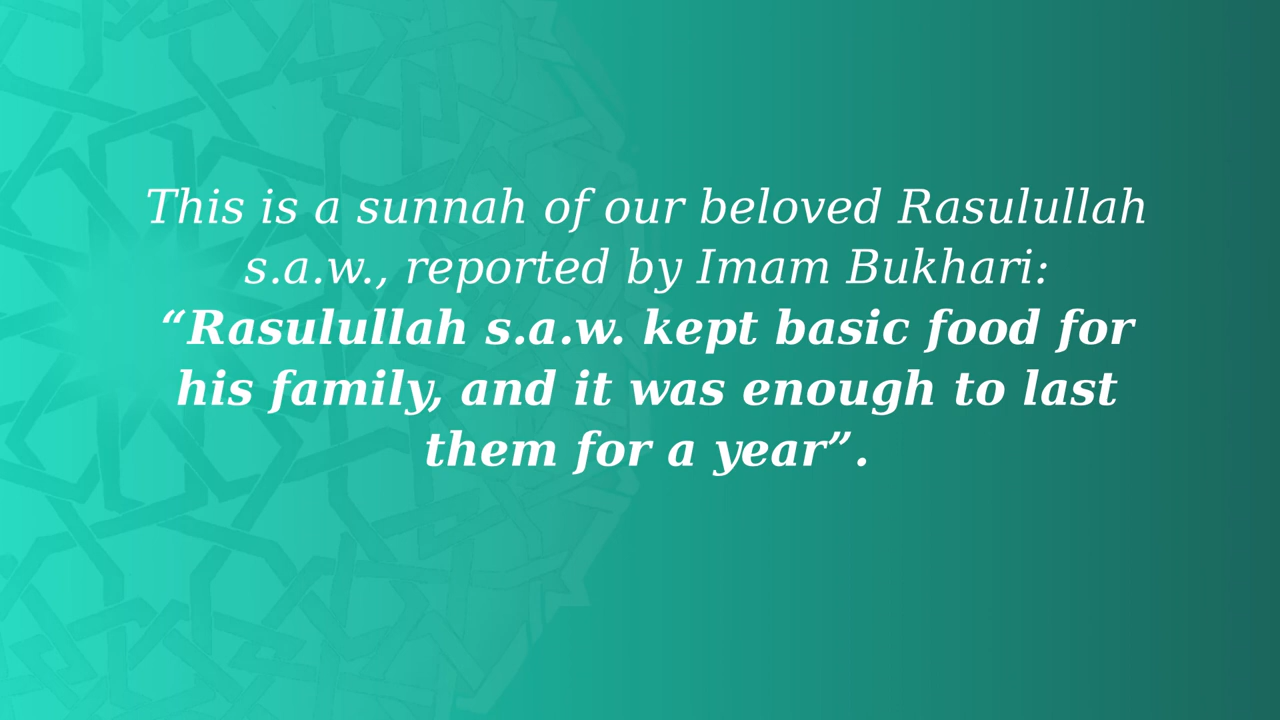 This is a sunnah of our beloved Rasulullah
s.a.w., reported by Imam Bukhari:
“Rasulullah s.a.w. kept basic food for
his family, and it was enough to last
them for a year”.